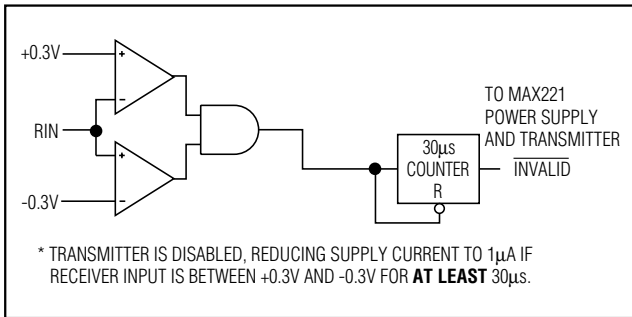 +0.3V
+
-
RIN
+
-
-0.3V
30µs
COUNTER
R
TO MAX221
POWER SUPPLY
AND TRANSMITTER
INVALID
* TRANSMITTER IS DISABLED, REDUCING SUPPLY CURRENT TO 1µA IF
RECEIVER INPUT IS BETWEEN +0.3V AND -0.3V FOR AT LEAST 30µs.